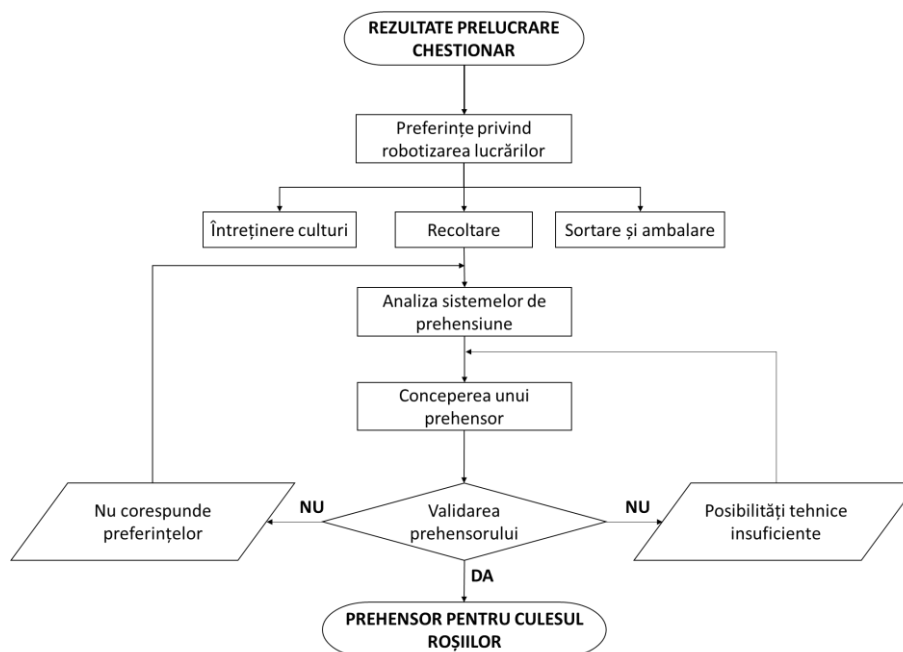 REZULTATE PRELUCRARE
CHESTIONAR
Preferințe privind
robotizarea lucrărilor
Întreținere culturi
Recoltare
Sortare și ambalare
Analiza sistemelor de
prehensiune
Conceperea unui
prehensor
Nu corespunde
preferințelor
NU
Validarea
prehensorului
NU
Posibilități tehnice
insuficiente
DA
PREHENSOR PENTRU CULESUL
ROȘIILOR